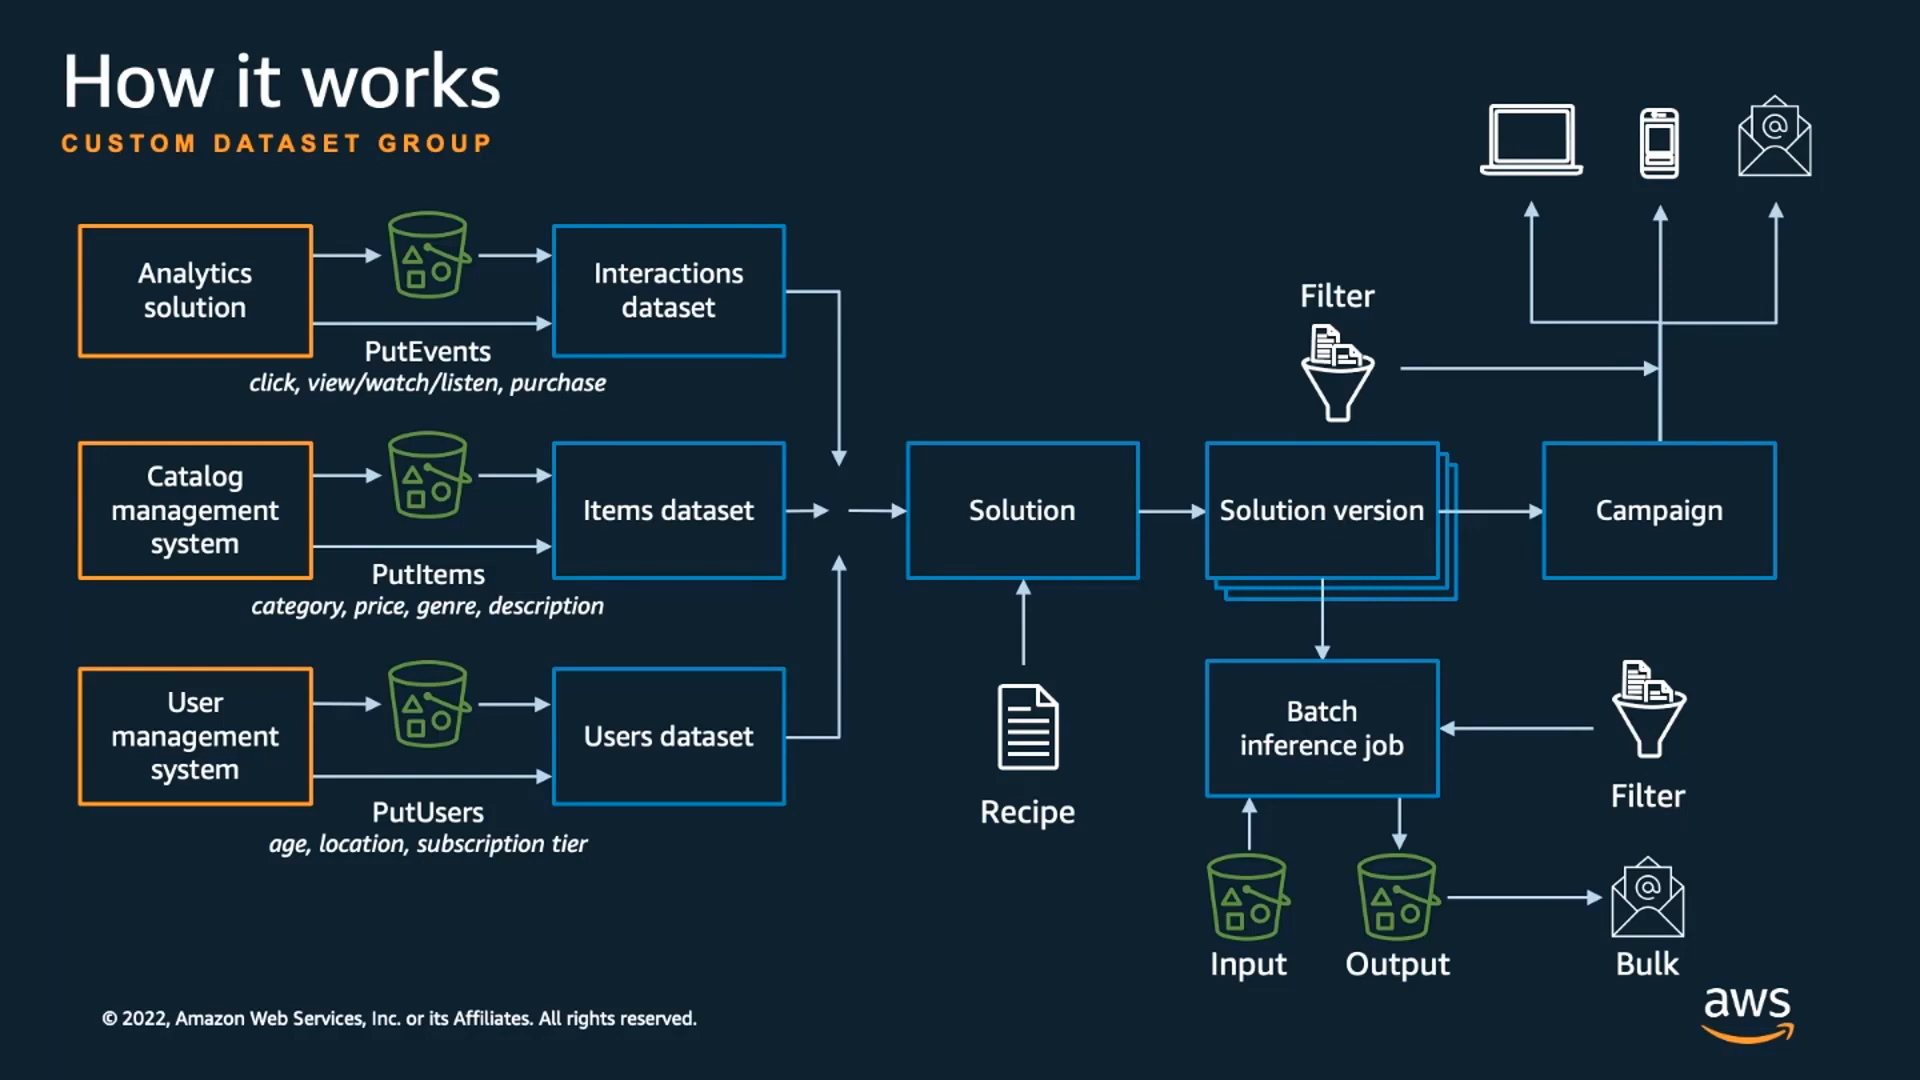 How it works
CUSTOM DATASET GROUP
Analytics
solution
PutEvents
click, view/watch/listen, purchase
Interactions
dataset
Catalog
management
system
PutItems
category, price, genre, description
Items dataset
User
management
system
PutUsers
age, location, subscription tier
Users dataset
Solution
Recipe
Solution version
Filter
Campaign
@
Batch
inference job
Filter
Input
Output
@
Bulk
© 2022, Amazon Web Services, Inc. or its Affiliates. All rights reserved.
aws